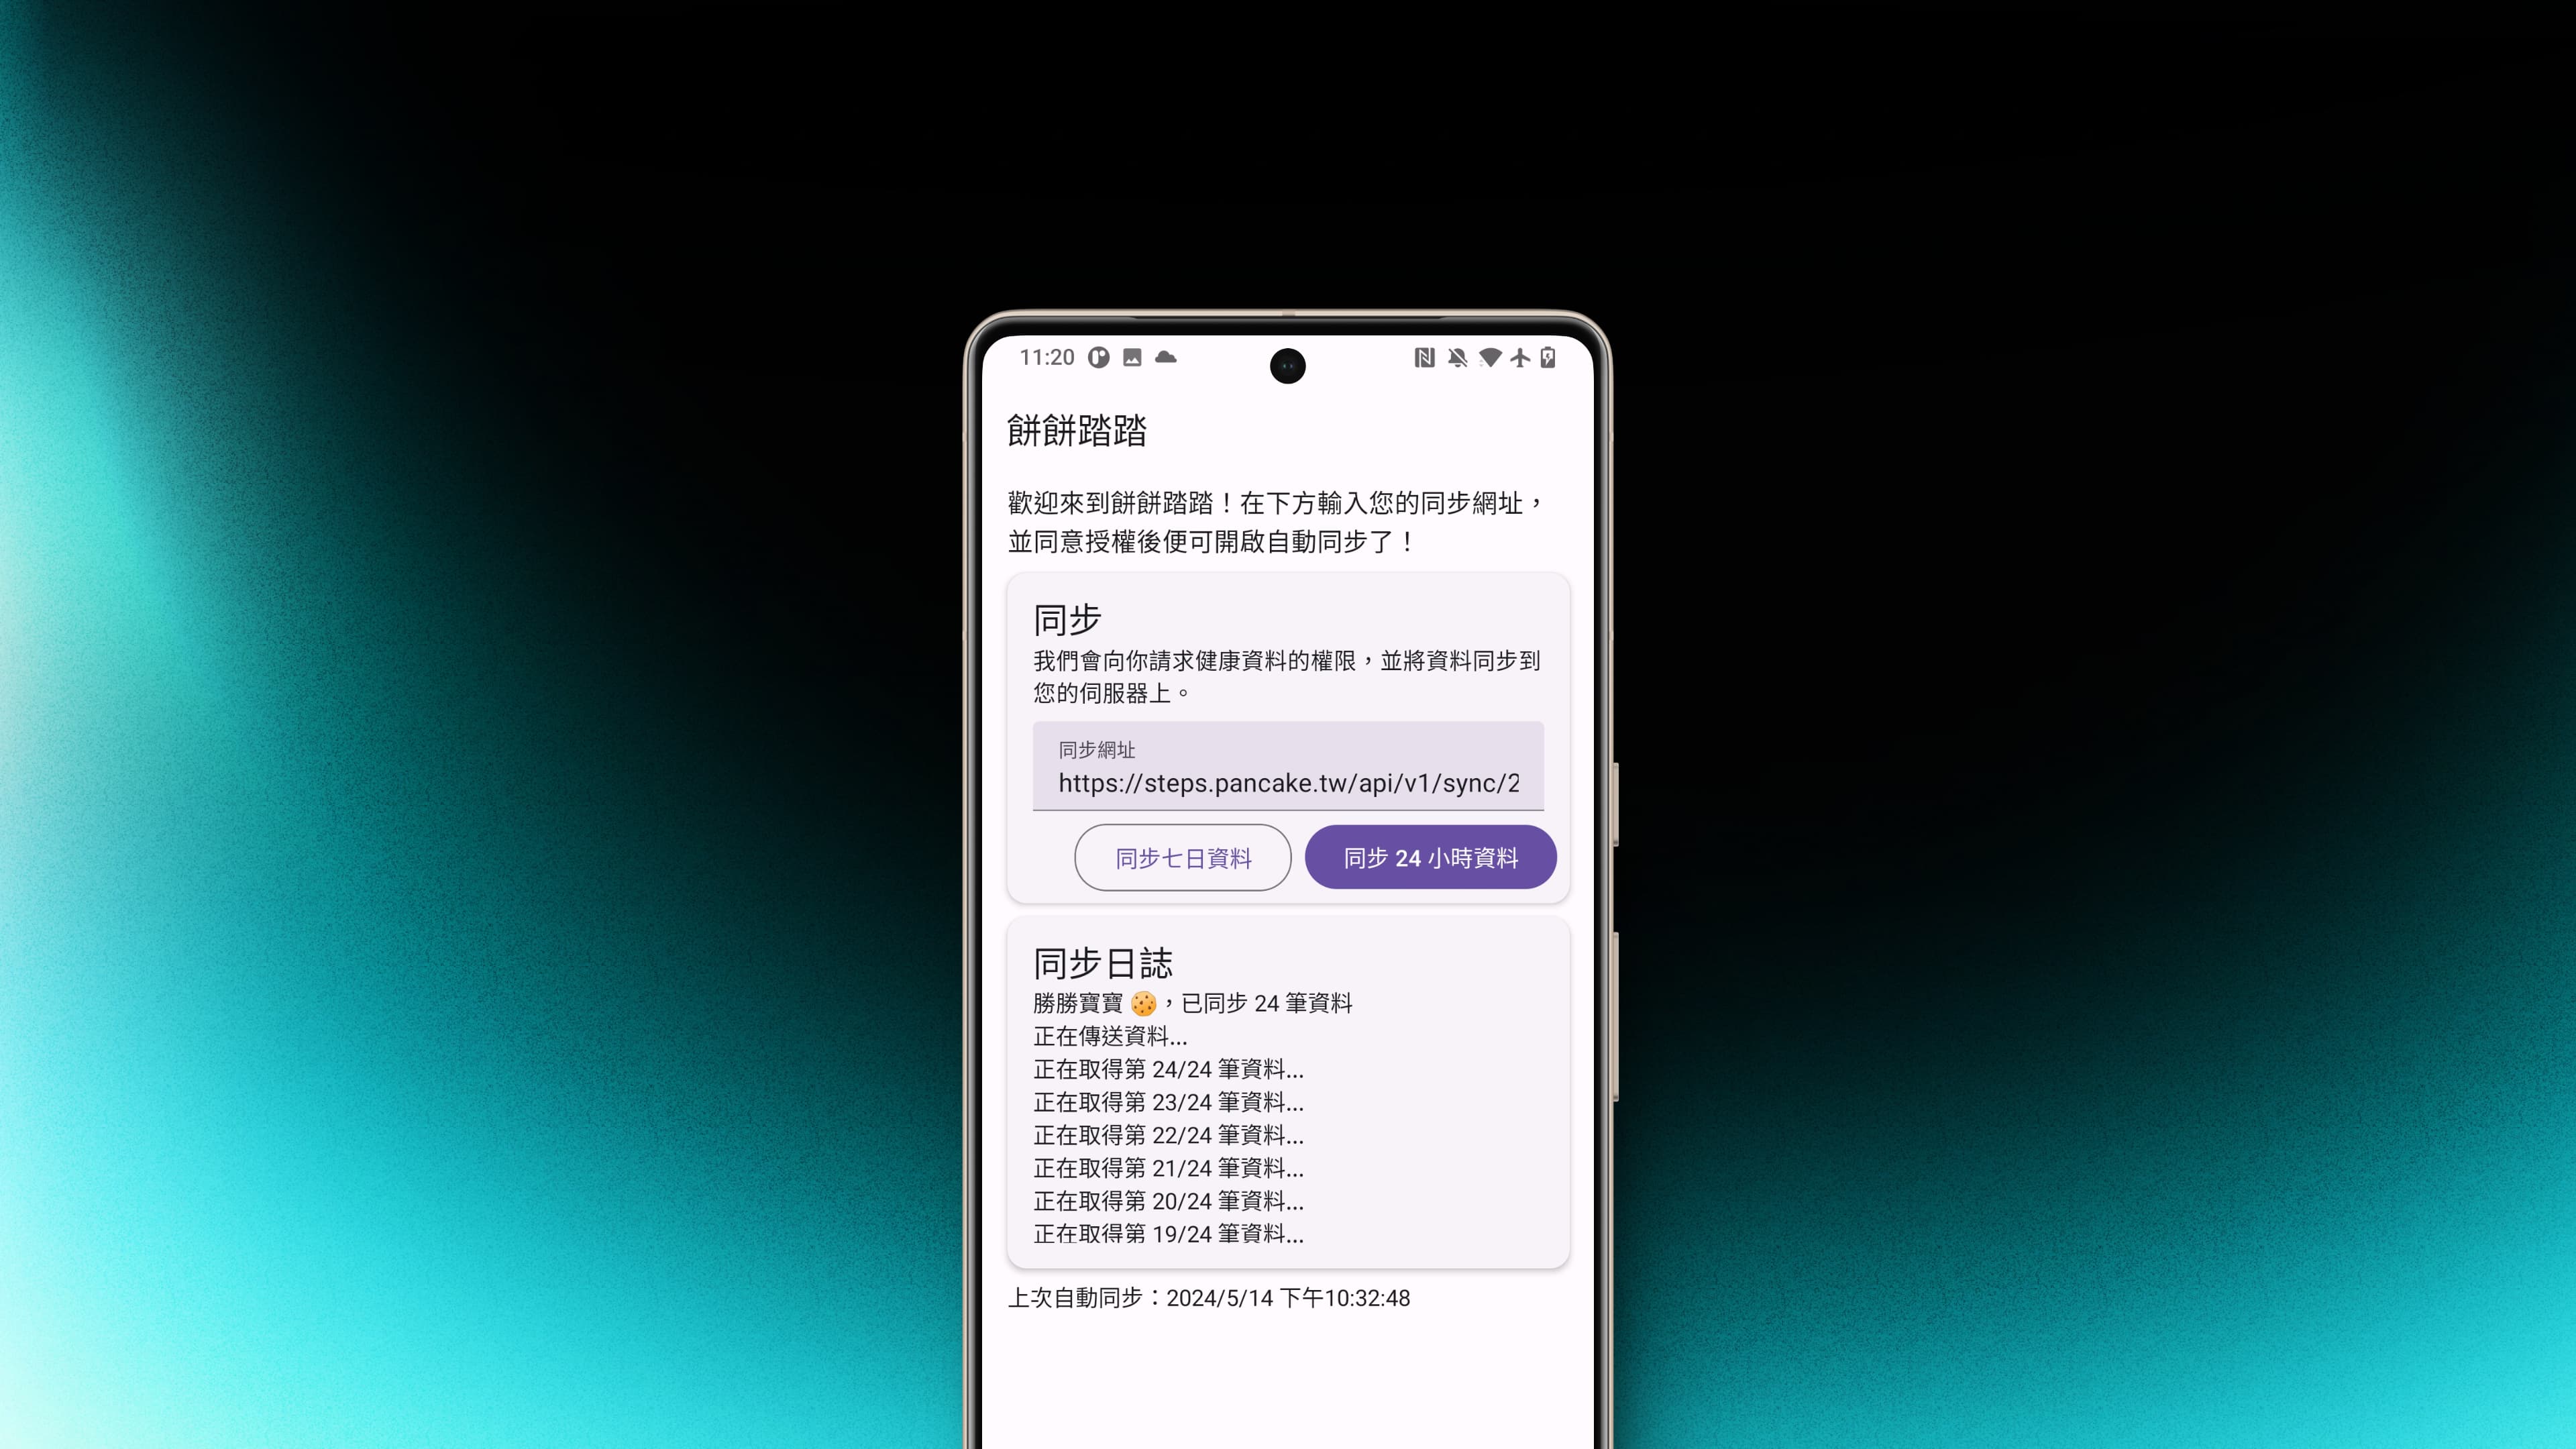 11:20
餅餅踏踏
歡迎來到餅餅踏踏！在下方輸入您的同步網址，
並同意授權後便可開啟自動同步了！
同步
我們會向你請求健康資料的權限，並將資料同步到
您的伺服器上。
同步網址
https://steps.pancake.tw/api/v1/sync/2
同步七日資料
同步 24 小時資料
同步日誌
勝勝寶寶 🍪，已同步 24 筆資料
正在傳送資料...
正在取得第 24/24 筆資料...
正在取得第 23/24 筆資料...
正在取得第 22/24 筆資料...
正在取得第 21/24 筆資料...
正在取得第 20/24 筆資料...
正在取得第 19/24 筆資料...
上次自動同步：2024/5/14 下午10:32:48